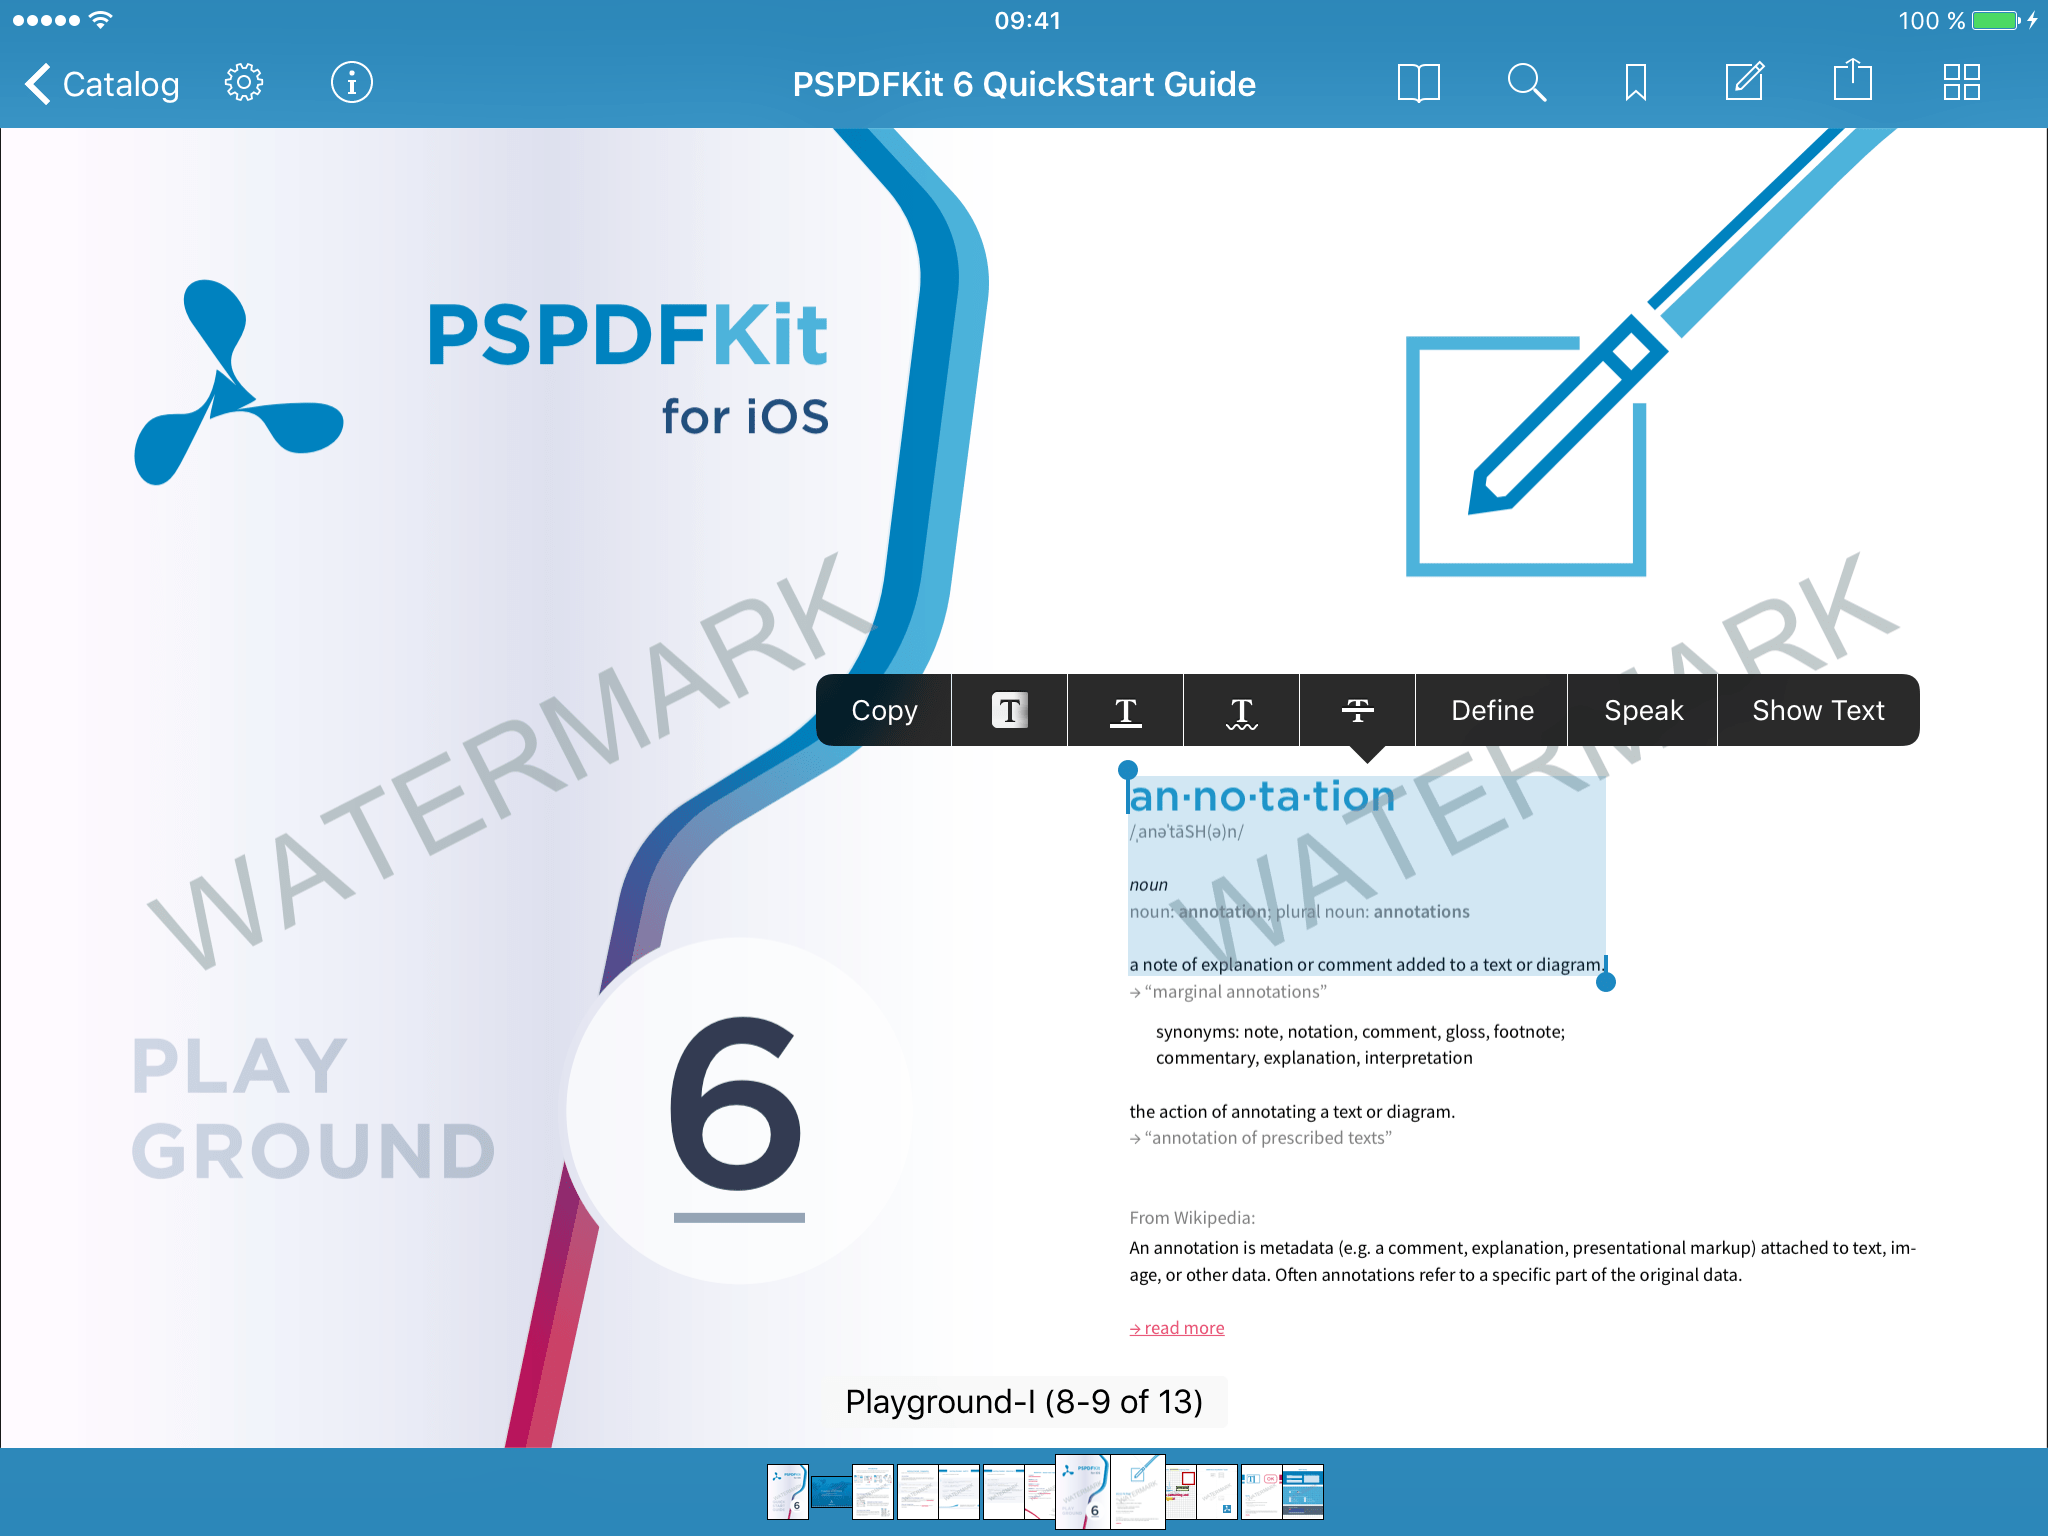 09:41
100 %
Catalog
PSPDFKit 6 QuickStart Guide
PSPDFKit
for iOS
WATERMARK
PLAY
GROUND
6
WATERMARK
Copy
T
T
T
T
Define
Speak
Show Text
an·no·ta·tion
/ˌanəˈtāSH(ə)n/
noun
noun: annotation; plural noun: annotations
a note of explanation or comment added to a text or diagram.
→ “marginal annotations”
synonyms: note, notation, comment, gloss, footnote;
commentary, explanation, interpretation
the action of annotating a text or diagram.
→ “annotation of prescribed texts”
From Wikipedia:
An annotation is metadata (e.g. a comment, explanation, presentational markup) attached to text, im-
age, or other data. Often annotations refer to a specific part of the original data.
→ read more
Playground-I (8-9 of 13)